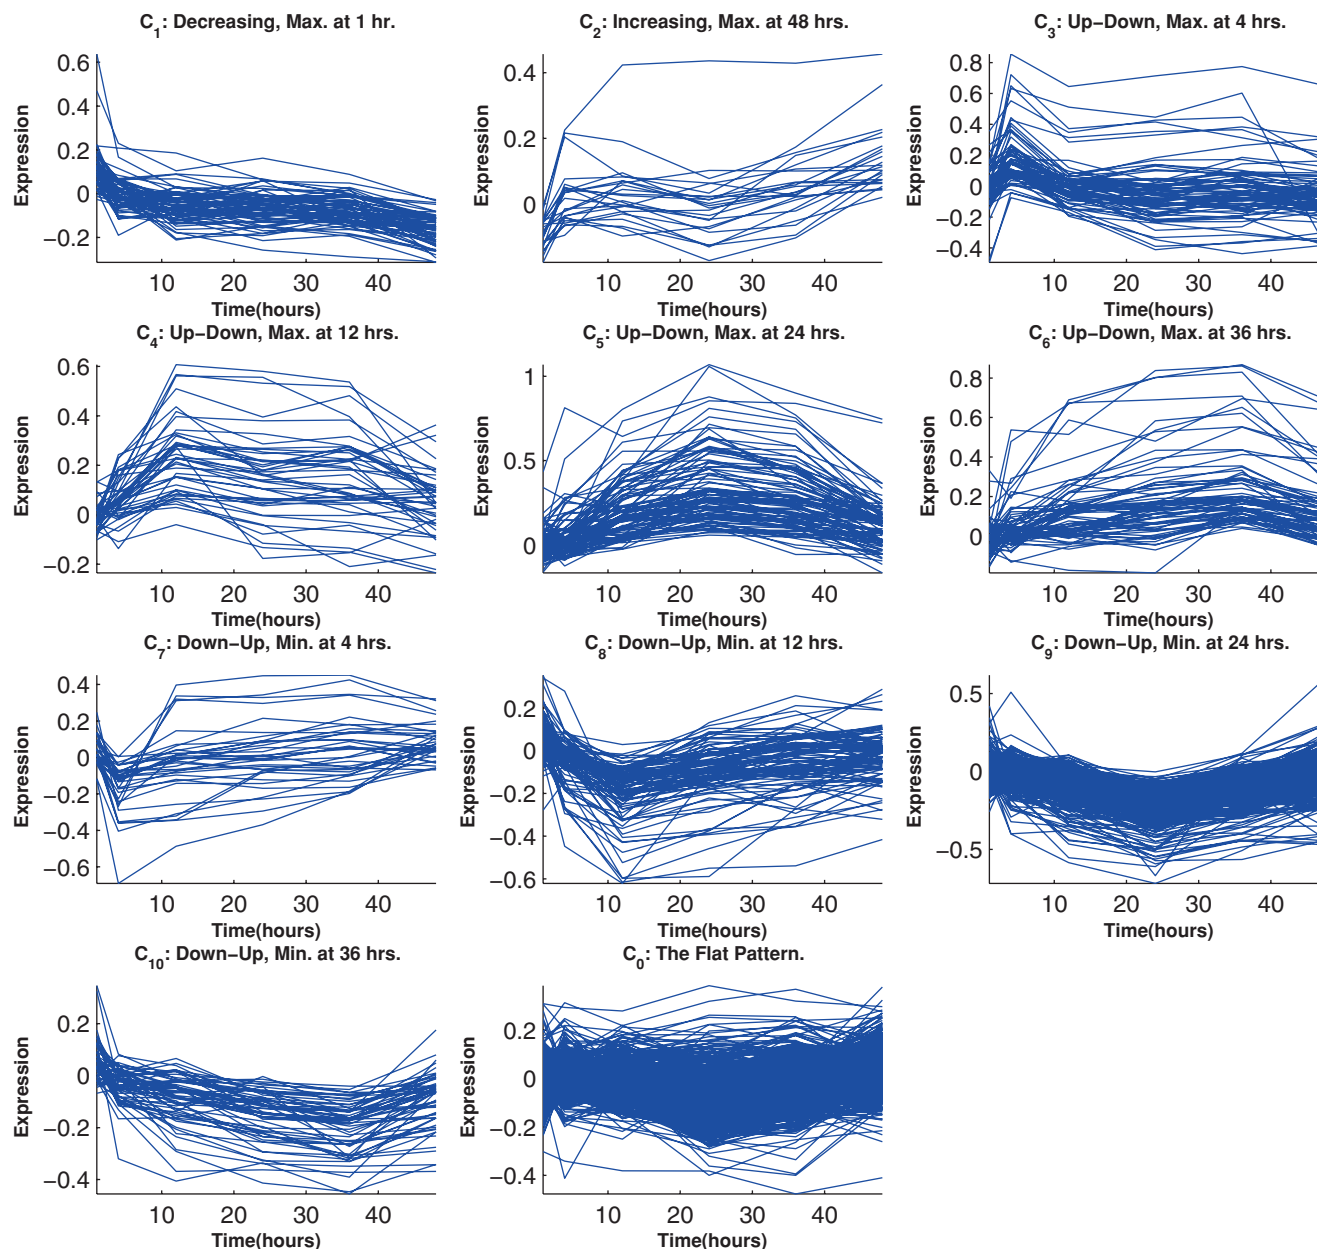 C1: Decreasing, Max. at 1 hr.
0.6
0.4
0.2
0
−0.2
Expression
10 20 30 40
Time(hours)
C2: Increasing, Max. at 48 hrs.
0.4
0.2
0
Expression
10 20 30 40
Time(hours)
C3: Up−Down, Max. at 4 hrs.
0.8
0.6
0.4
0.2
0
−0.2
−0.4
Expression
10 20 30 40
Time(hours)
C4: Up−Down, Max. at 12 hrs.
0.6
0.4
0.2
0
−0.2
Expression
10 20 30 40
Time(hours)
C5: Up−Down, Max. at 24 hrs.
1
0.5
0
Expression
10 20 30 40
Time(hours)
C6: Up−Down, Max. at 36 hrs.
0.8
0.6
0.4
0.2
0
Expression
10 20 30 40
Time(hours)
C7: Down−Up, Min. at 4 hrs.
0.4
0.2
0
−0.2
−0.4
−0.6
Expression
10 20 30 40
Time(hours)
C8: Down−Up, Min. at 12 hrs.
0.2
0
−0.2
−0.4
−0.6
Expression
10 20 30 40
Time(hours)
C9: Down−Up, Min. at 24 hrs.
0.5
0
−0.5
Expression
10 20 30 40
Time(hours)
C10: Down−Up, Min. at 36 hrs.
0.2
0
−0.2
−0.4
Expression
10 20 30 40
Time(hours)
C0: The Flat Pattern.
0.2
0
−0.2
−0.4
Expression
10 20 30 40
Time(hours)